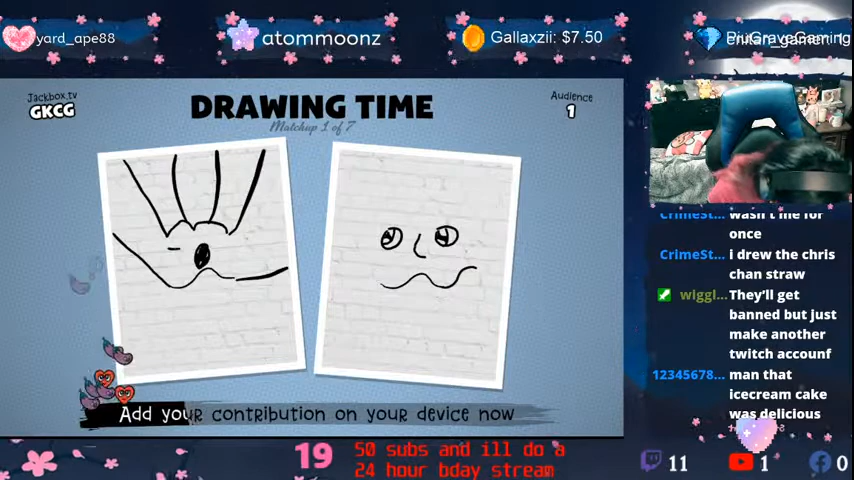 yard_ape88
atommoonz
Gallaxzii: $7.50
Jackbox.tv
GKCG
DRAWING TIME
Matchup 1 of 7
Audience
1
Add your contribution on your device now
CrimeSt... wasn't me for
once
CrimeSt... i drew the chris
chan straw
wiggl... They'll get
banned but just
make another
twitch accounf
12345678... man that
icecream cake
was delicious
19
50 subs and ill do a
24 hour bday stream
11
1
0